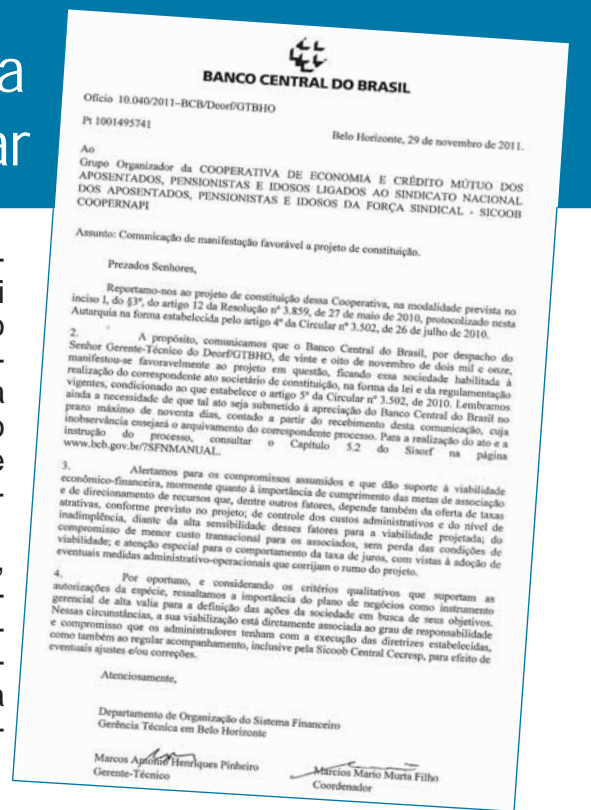 a
ar
BANCO CENTRAL DO BRASIL
Ofício 10.040/2011–BCB/Deorf/GTBHO
Pt 1001495741
Belo Horizonte, 29 de novembro de 2011.
Ao
Grupo Organizador da COOPERATIVA DE ECONOMIA E CRÉDITO MÚTUO DOS
APOSENTADOS, PENSIONISTAS E IDOSOS LIGADOS AO SINDICATO NACIONAL
DOS APOSENTADOS, PENSIONISTAS E IDOSOS DA FORÇA SINDICAL - SICOOB
COOPERNAPI
Assunto: Comunicação de manifestação favorável a projeto de constituição.
Prezados Senhores,
Reportamo-nos ao projeto de constituição dessa Cooperativa, na modalidade prevista no
inciso I, do §3º, do artigo 12 da Resolução nº 3.859, de 27 de maio de 2010, protocolizado nesta
Autarquia na forma estabelecida pelo artigo 4º da Circular nº 3.502, de 26 de julho de 2010.
2. A propósito, comunicamos que o Banco Central do Brasil, por despacho do
Senhor Gerente-Técnico do Deorf/GTBHO, de vinte e oito de novembro de dois mil e onze,
manifestou-se favoravelmente ao projeto em questão, ficando essa sociedade habilitada à
realização do correspondente ato societário de constituição, na forma da lei e da regulamentação
vigentes, condicionado ao que estabelece o artigo 5º da Circular nº 3.502, de 2010. Lembramos
ainda a necessidade de que tal ato seja submetido à apreciação do Banco Central do Brasil no
prazo máximo de noventa dias, contado a partir do recebimento desta comunicação, cuja
inobservância ensejará o arquivamento do correspondente processo. Para a realização do ato e a
instrução do processo, consultar o Capítulo 5.2 do Sisorf na página
www.bcb.gov.br/?SFNMANUAL.
3. Alertamos para os compromissos assumidos e que dão suporte à viabilidade
econômico-financeira, mormente quanto à importância de cumprimento das metas de associação
e de direcionamento de recursos que, dentre outros fatores, depende também da oferta de taxas
atrativas, conforme previsto no projeto; de controle dos custos administrativos e do nível de
inadimplência, diante da alta sensibilidade desses fatores para a viabilidade projetada; do
compromisso de menor custo transacional para os associados, sem perda das condições de
viabilidade; e atenção especial para o comportamento da taxa de juros, com vistas à adoção de
eventuais medidas administrativo-operacionais que corrijam o rumo do projeto.
4. Por oportuno, e considerando os critérios qualitativos que suportam as
autorizações da espécie, ressaltamos a importância do plano de negócios como instrumento
gerencial de alta valia para a definição das ações da sociedade em busca de seus objetivos.
Nessas circunstâncias, a sua viabilização está diretamente associada ao grau de responsabilidade
e compromisso que os administradores tenham com a execução das diretrizes estabelecidas,
como também ao regular acompanhamento, inclusive pela Sicoob Central Cecresp, para efeito de
eventuais ajustes e/ou correções.
Atenciosamente,
Departamento de Organização do Sistema Financeiro
Gerência Técnica em Belo Horizonte
Marcos Antonio Henriques Pinheiro
Gerente-Técnico
Márcios Mario Murta Filho
Coordenador